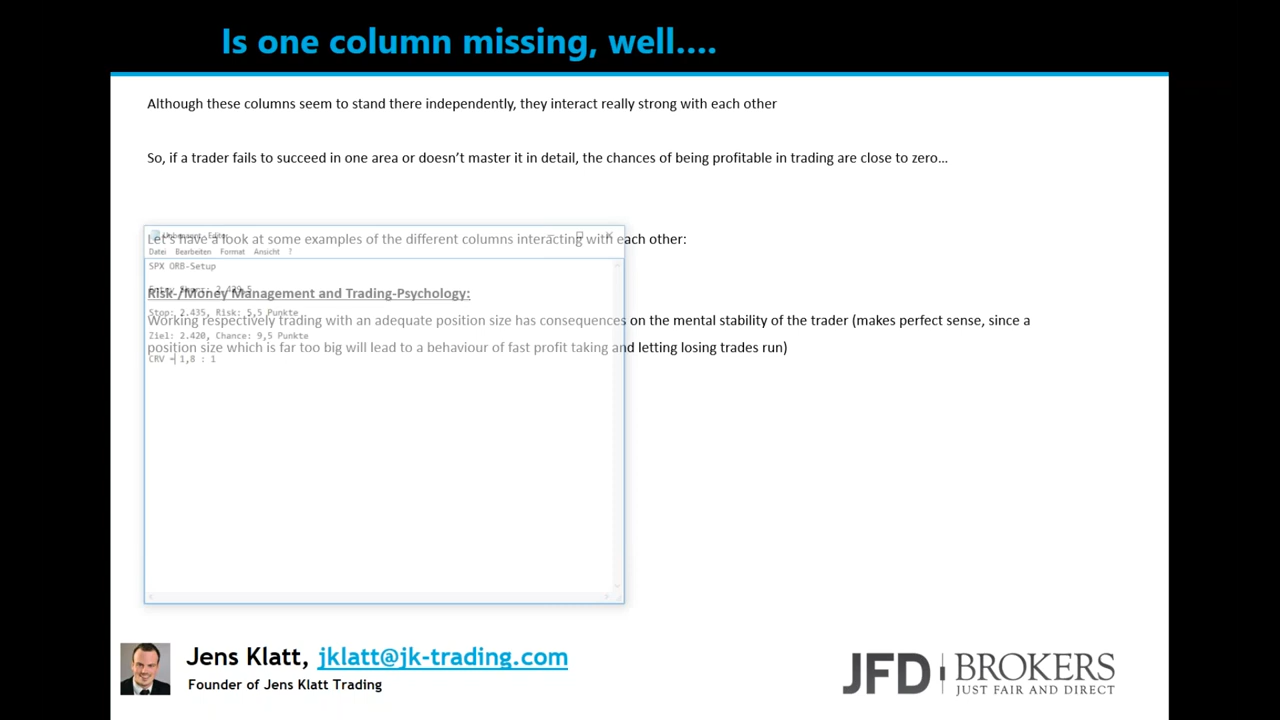 Is one column missing, well....
Although these columns seem to stand there independently, they interact really strong with each other
So, if a trader fails to succeed in one area or doesn't master it in detail, the chances of being profitable in trading are close to zero...
Let's have a look at some examples of the different columns interacting with each other:
Datei Bearbeiten Format Ansicht ?
SPX ORB-Setup
Risk-/Money Management and Trading-Psychology:
Stop: 2.435, Risk: 5,5 Punkte
Working respectively trading with an adequate position size has consequences on the mental stability of the trader (makes perfect sense, since a
Ziel: 2.420, Chance: 9,5 Punkte
position size which is far too big will lead to a behaviour of fast profit taking and letting losing trades run)
CRV = 1,8 : 1
Jens Klatt, jklatt@jk-trading.com
Founder of Jens Klatt Trading
JFD BROKERS
JUST FAIR AND DIRECT